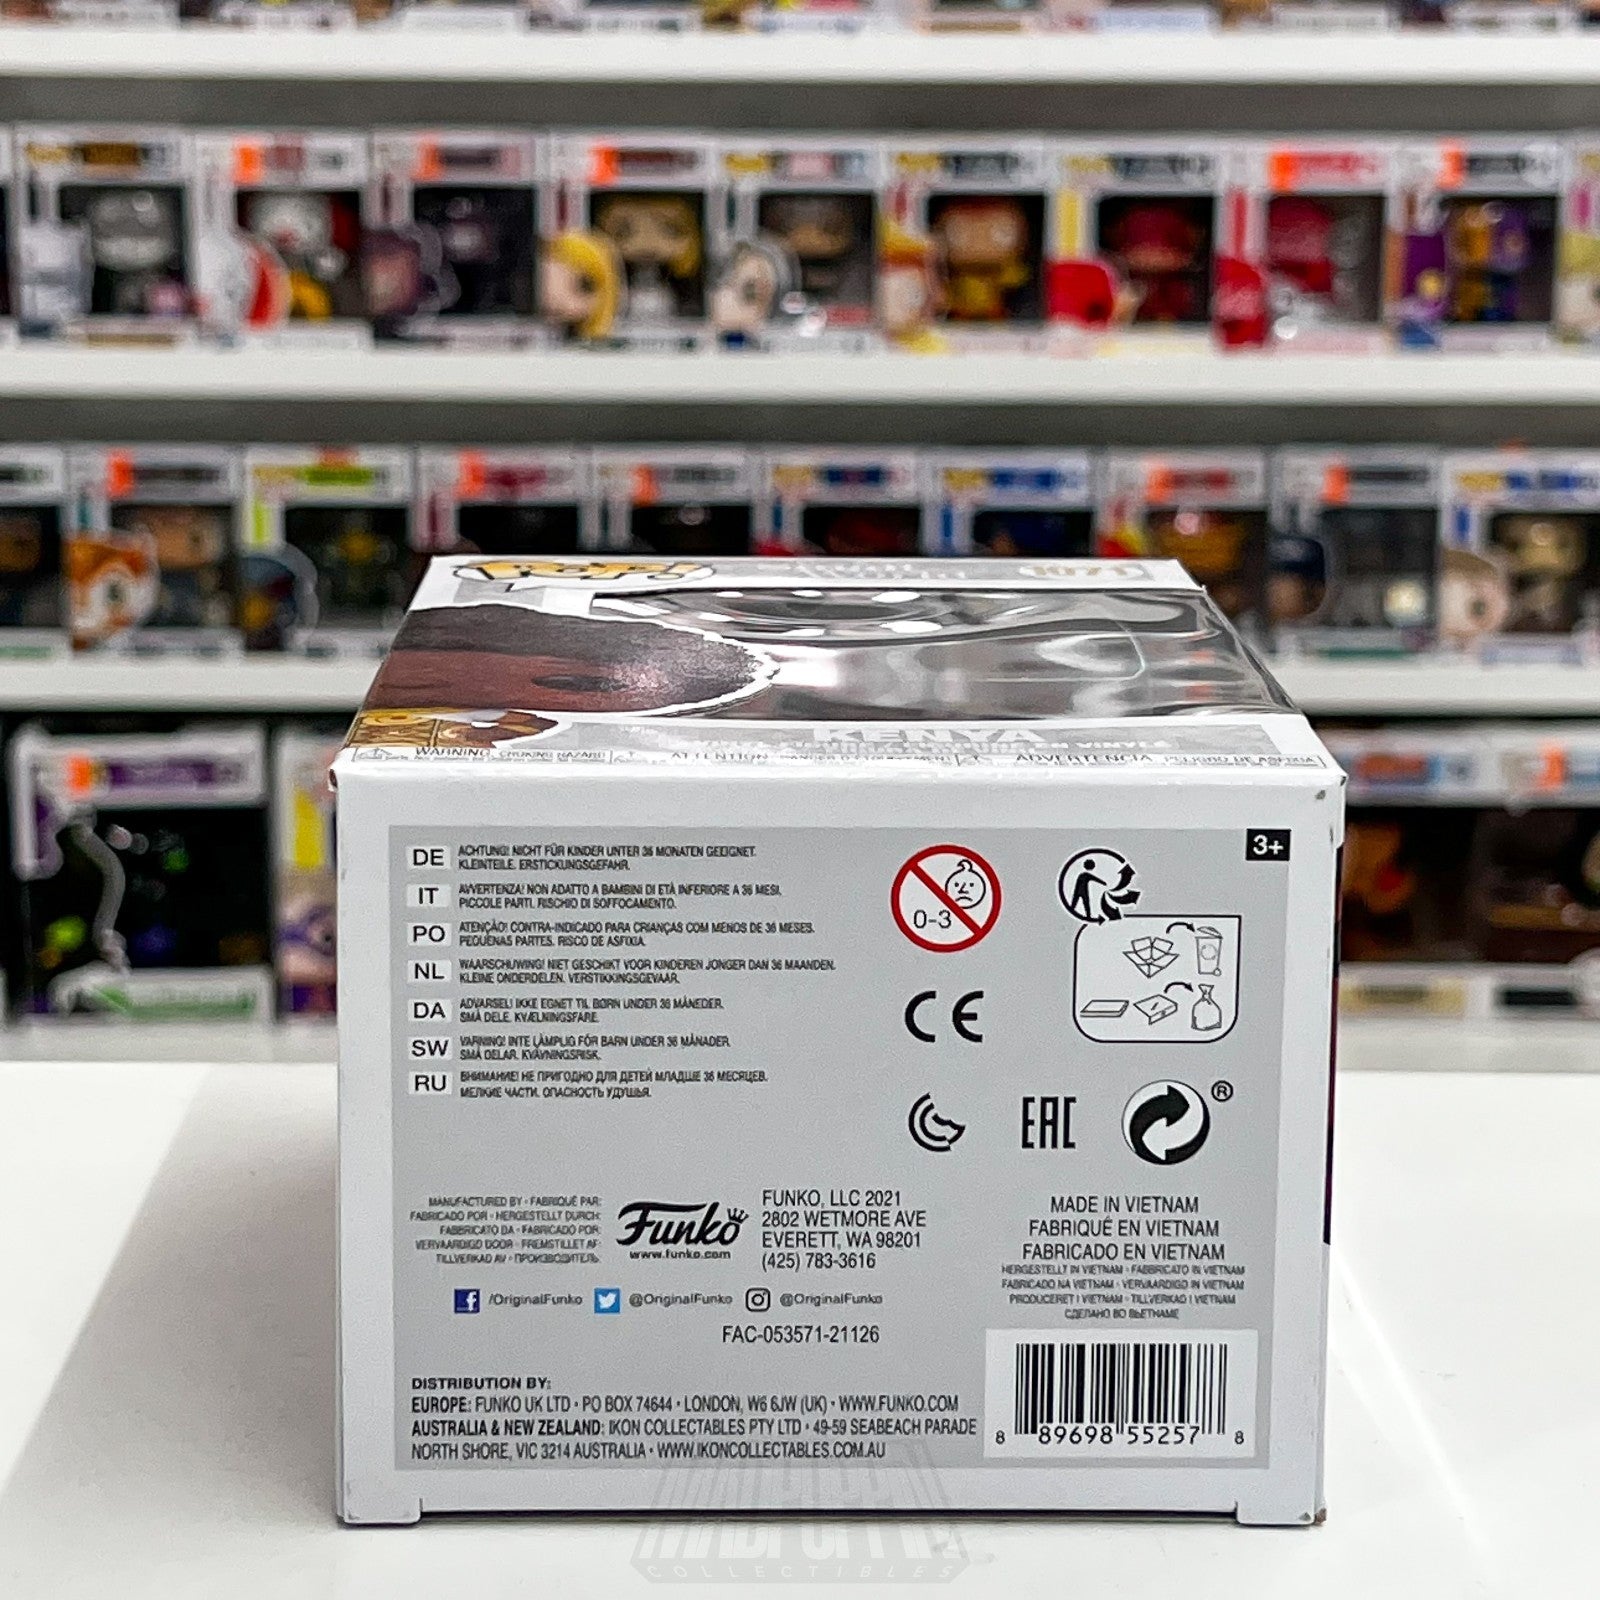 POP!
1071
KENYA
WARNING: CHOKING HAZARD
ATTENTION:
ADVERTENCIA: PELIGRO DE ASFIXIA
3+
DE ACHTUNG! NICHT FÜR KINDER UNTER 36 MONATEN GEEIGNET.
KLEINTEILE. ERSTICKUNGSGEFAHR.
IT AVVERTENZA! NON ADATTO A BAMBINI DI ETÀ INFERIORE A 36 MESI.
PICCOLE PARTI. RISCHIO DI SOFFOCAMENTO.
PO ATENÇÃO! CONTRA-INDICADO PARA CRIANÇAS COM MENOS DE 36 MESES.
PEQUENAS PARTES. RISCO DE ASFIXIA.
NL WAARSCHUWING! NIET GESCHIKT VOOR KINDEREN JONGER DAN 36 MAANDEN.
KLEINE ONDERDELEN. VERSTIKKINGSGEVAAR.
DA ADVARSEL! IKKE EGNET TIL BØRN UNDER 36 MÅNEDER.
SMÅ DELE. KVÆLNINGSFARE.
SW VARNING! INTE LÄMPLIG FÖR BARN UNDER 36 MÅNADER.
SMÅ DELAR. KVÄVNINGSRISK.
RU ВНИМАНИЕ! НЕ ПРИГОДНО ДЛЯ ДЕТЕЙ МЛАДШЕ 36 МЕСЯЦЕВ.
МЕЛКИЕ ЧАСТИ. ОПАСНОСТЬ УДУШЬЯ.
0-3
CE
EAC
®
MANUFACTURED BY • FABRIQUÉ PAR:
FABRICADO POR • HERGESTELLT DURCH:
FABBRICATO DA • FABRICADO POR:
VERVAARDIGD DOOR • FREMSTILLET AF:
TILLVERKAD AV • ПРОИЗВОДИТЕЛЬ:
Funko
www.funko.com
FUNKO, LLC 2021
2802 WETMORE AVE
EVERETT, WA 98201
(425) 783-3616
/OriginalFunko @OriginalFunko @OriginalFunko
FAC-053571-21126
MADE IN VIETNAM
FABRIQUÉ EN VIETNAM
FABRICADO EN VIETNAM
HERGESTELLT IN VIETNAM • FABBRICATO IN VIETNAM
FABRICADO NA VIETNAM • VERVAARDIGD IN VIETNAM
PRODUCERET I VIETNAM • TILLVERKAD I VIETNAM
СДЕЛАНО ВО ВЬЕТНАМЕ
DISTRIBUTION BY:
EUROPE: FUNKO UK LTD • PO BOX 74644 • LONDON, W6 6JW (UK) • WWW.FUNKO.COM
AUSTRALIA & NEW ZEALAND: IKON COLLECTABLES PTY LTD • 49-59 SEABEACH PARADE
NORTH SHORE, VIC 3214 AUSTRALIA • WWW.IKONCOLLECTABLES.COM.AU
8 89698 55257 8
COLLECTIBLES